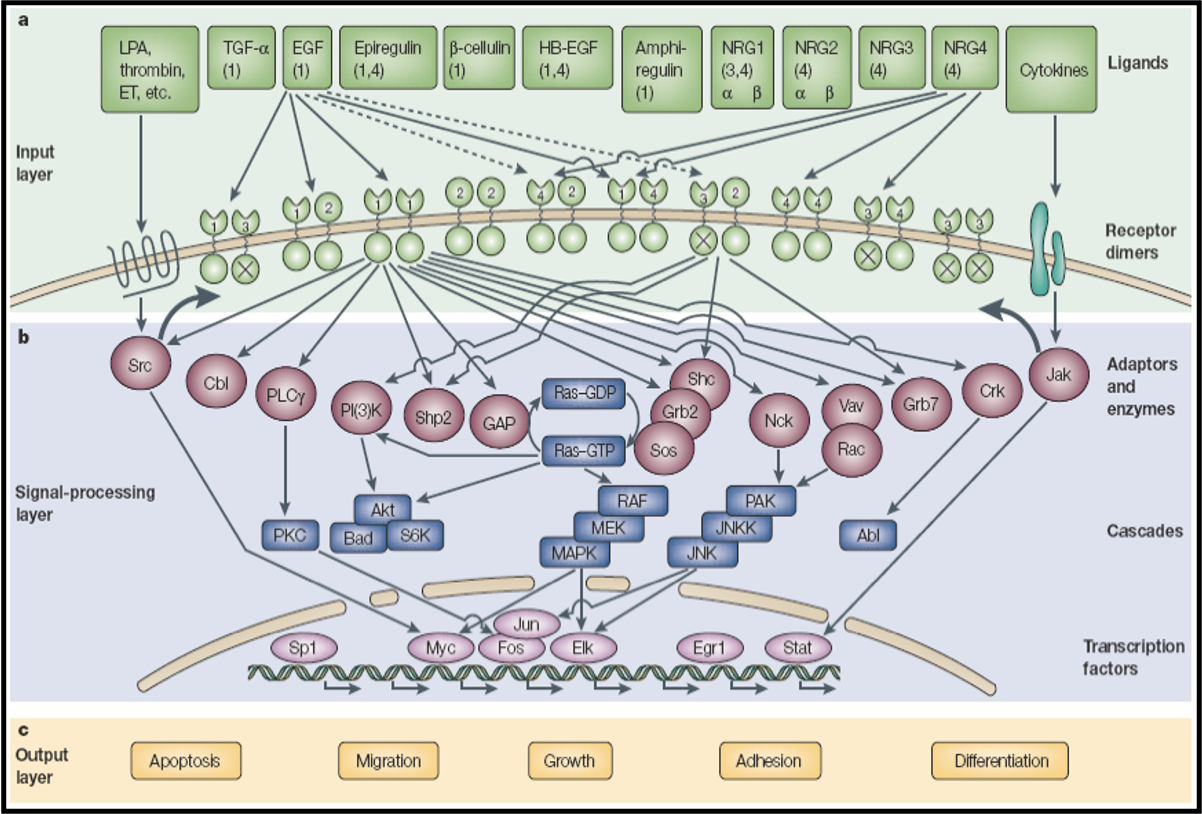 a
LPA,
thrombin,
ET, etc.
TGF-α
(1)
EGF
(1)
Epiregulin
(1,4)
β-cellulin
(1)
HB-EGF
(1,4)
Amphi-
regulin
(1)
NRG1
(3,4)
α β
NRG2
(4)
α β
NRG3
(4)
NRG4
(4)
Cytokines
Ligands
Input
layer
1 3
1 2
1 1
2 2
4 2
1 4
3 2
4 4
3 4
3 3
Receptor
dimers
b
Src
Cbl
PLCγ
PI(3)K
Shp2
GAP
Ras–GDP
Ras–GTP
Shc
Grb2
Sos
Nck
Vav
Rac
Grb7
Crk
Jak
Adaptors
and
enzymes
Signal-processing
layer
PKC
Akt
Bad
S6K
RAF
MEK
MAPK
PAK
JNKK
JNK
Abl
Cascades
Sp1
Myc
Jun
Fos
Elk
Egr1
Stat
Transcription
factors
c
Output
layer
Apoptosis
Migration
Growth
Adhesion
Differentiation